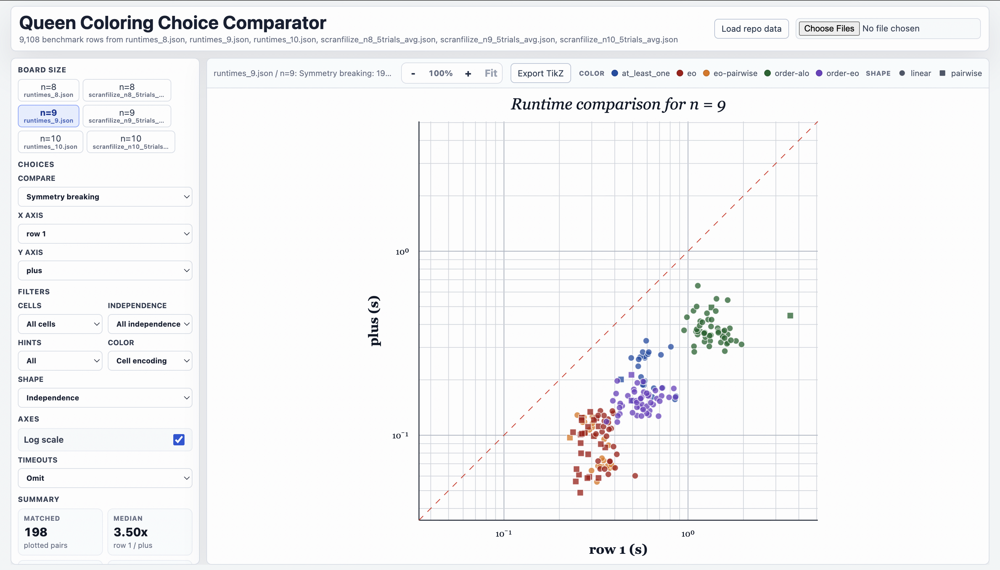 Queen Coloring Choice Comparator
9,108 benchmark rows from runtimes_8.json, runtimes_9.json, runtimes_10.json, scranfilize_n8_5trials_avg.json, scranfilize_n9_5trials_avg.json, scranfilize_n10_5trials_avg.json
Load repo data
Choose Files No file chosen
BOARD SIZE
n=8
runtimes_8.json
n=8
scranfilize_n8_5trials_...
n=9
runtimes_9.json
n=9
scranfilize_n9_5trials_...
n=10
runtimes_10.json
n=10
scranfilize_n10_5trials...
CHOICES
COMPARE
Symmetry breaking
X AXIS
row 1
Y AXIS
plus
FILTERS
CELLS
All cells
INDEPENDENCE
All independence
HINTS
All
COLOR
Cell encoding
SHAPE
Independence
AXES
Log scale
TIMEOUTS
Omit
SUMMARY
MATCHED
198
plotted pairs
MEDIAN
3.50x
row 1 / plus
runtimes_9.json / n=9: Symmetry breaking: 19...
- 100% + Fit
Export TikZ
COLOR at_least_one eo eo-pairwise order-alo order-eo SHAPE linear pairwise
Runtime comparison for n = 9
plus (s)
10⁰
10⁻¹
10⁻¹ 10⁰
row 1 (s)